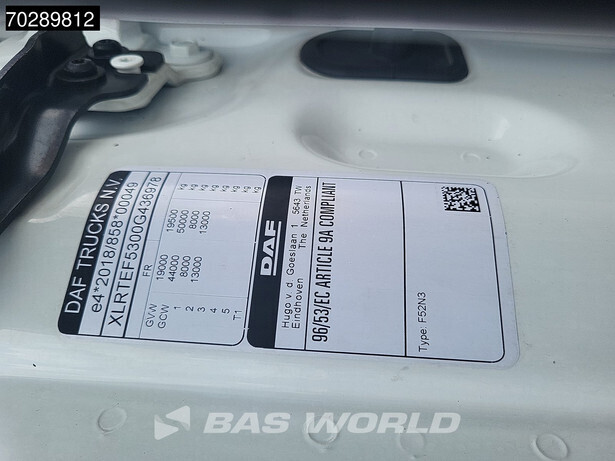 70289812
DAF TRUCKS N.V.
e4*2018/858*00049
XLRTEF5300G436978
FR
GVW 19000 19500 kg
GCW 44000 50000 kg
1 8000 8000 kg
2 13000 13000 kg
3 kg
4 kg
5 kg
T1 kg
DAF
Hugo v. d. Goeslaan 1 5643 TW
Eindhoven The Netherlands
96/53/EC ARTICLE 9A COMPLIANT
Type: F52N3
BAS WORLD